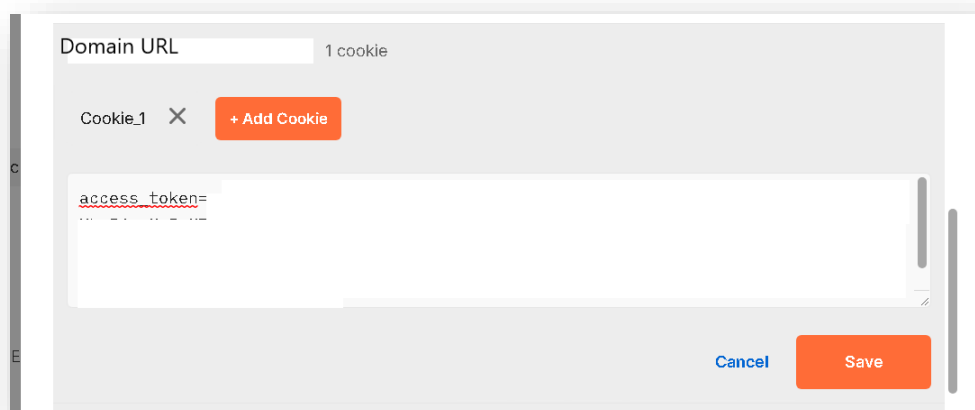 Domain URL 1 cookie
Cookie_1 × + Add Cookie
c
access_token=
E
Cancel Save